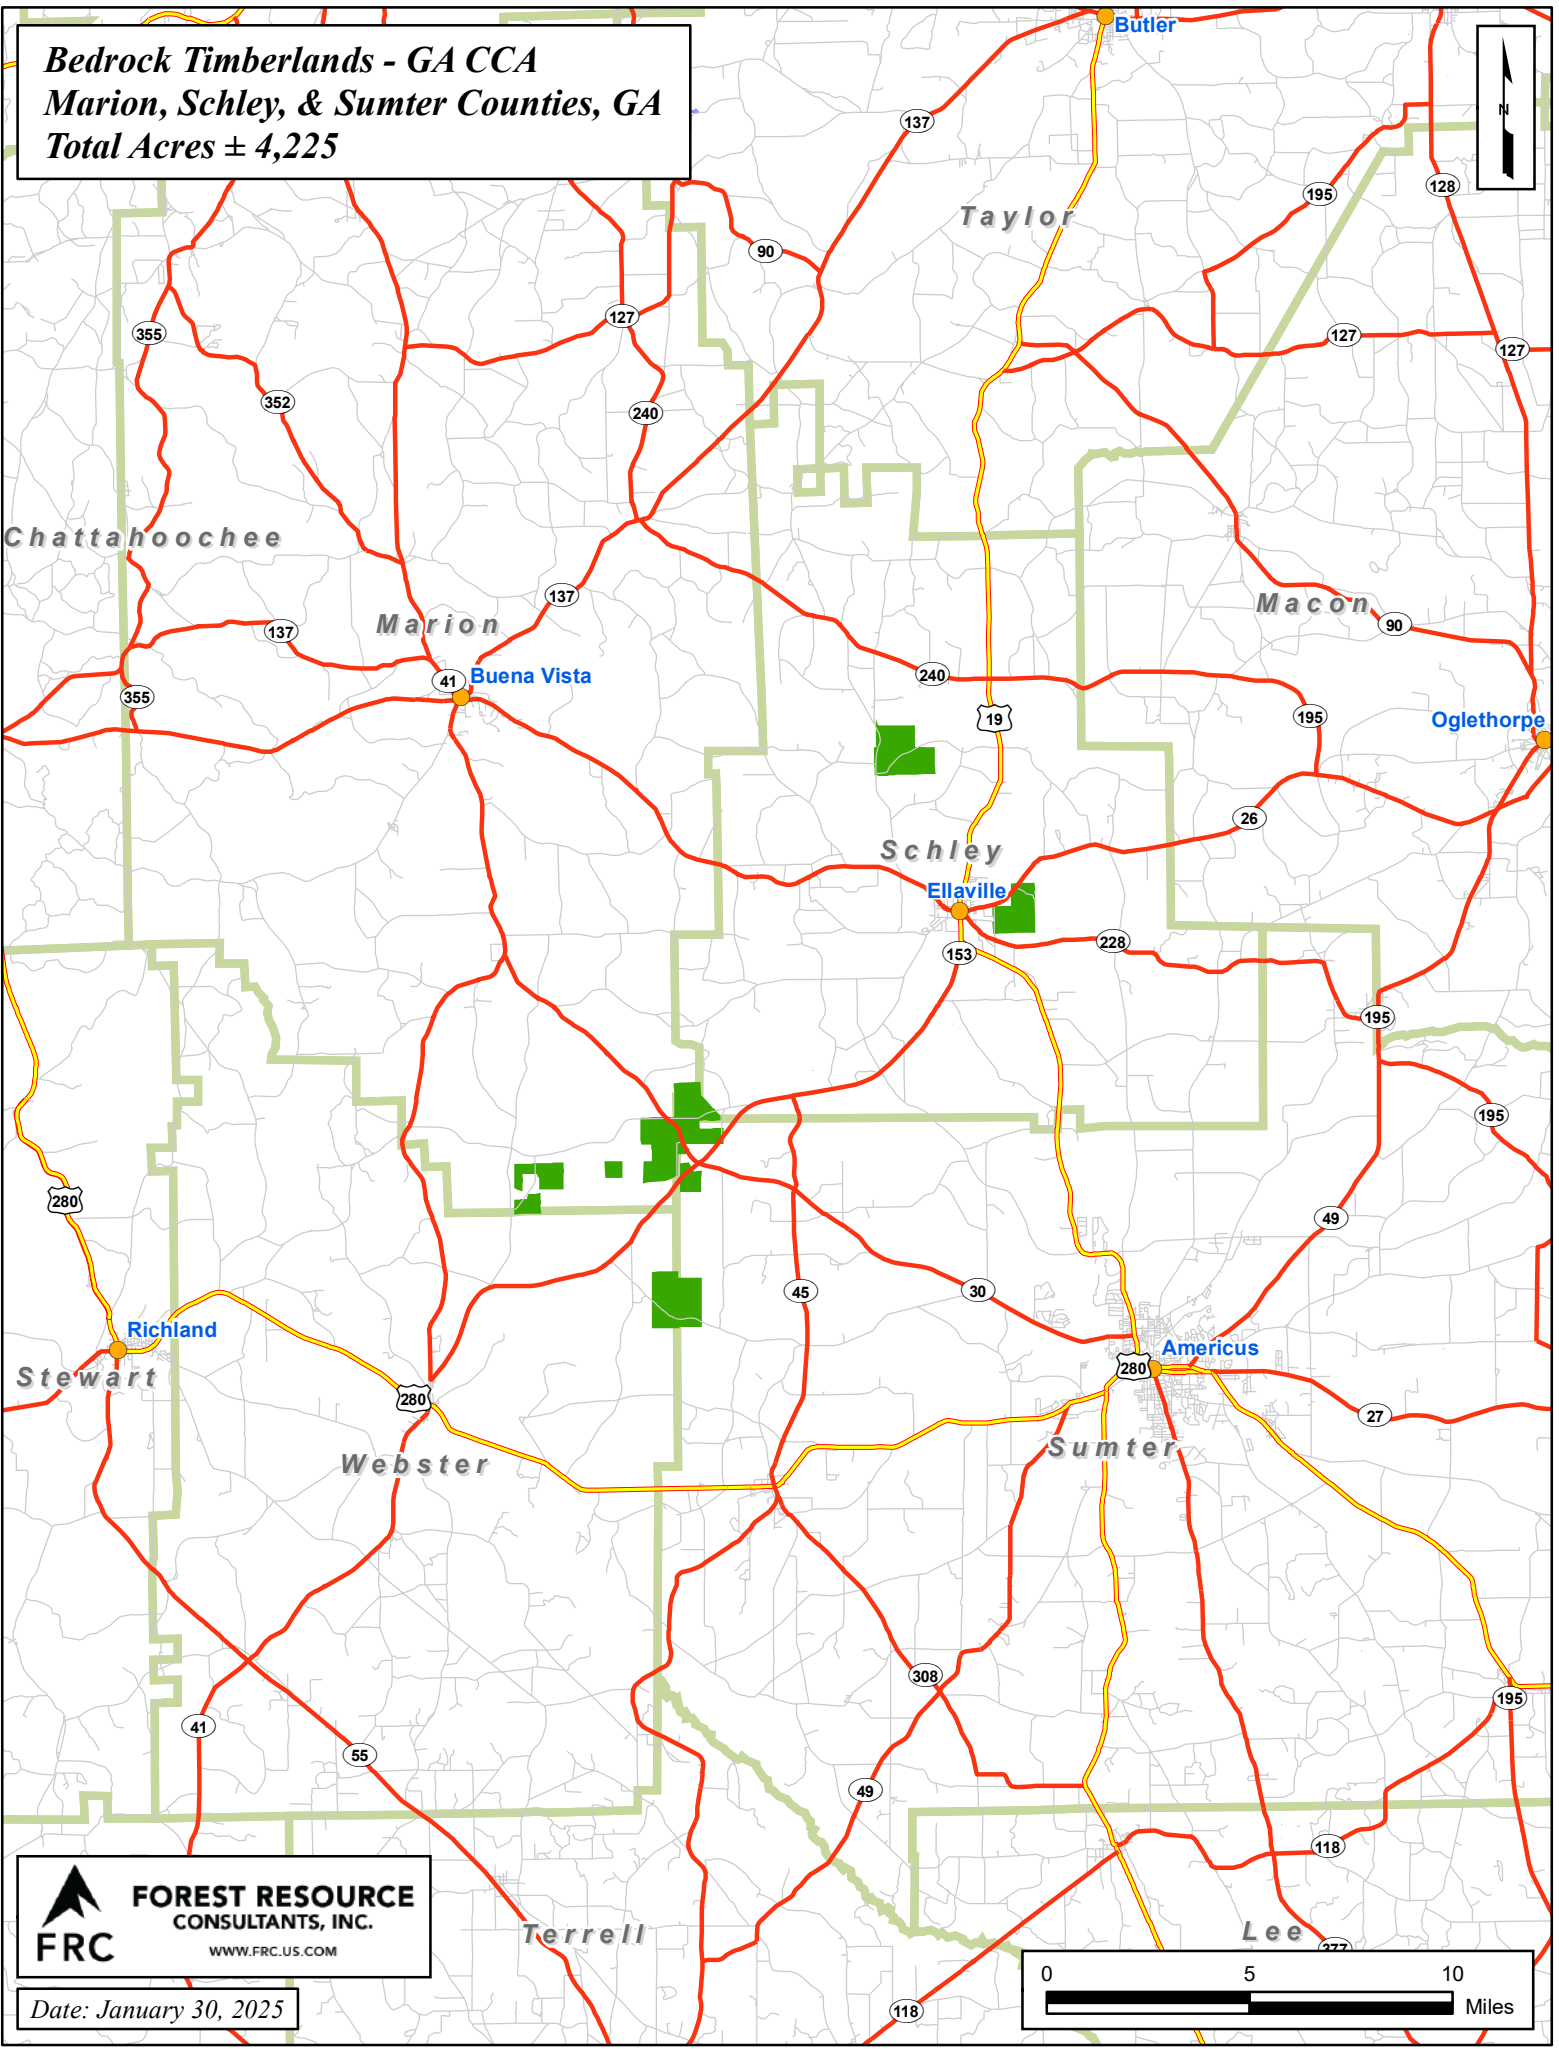 Bedrock Timberlands - GA CCA
Marion, Schley, & Sumter Counties, GA
Total Acres ± 4,225
Butler
N
137
128
195
Taylor
90
127
355
127
127
352
240
Chattahoochee
137
Macon
Marion
90
137
240
Buena Vista
41
355
19
195
Oglethorpe
26
Schley
Ellaville
228
153
195
195
280
49
45
30
Richland
Americus
280
Stewart
280
27
Sumter
Webster
308
195
41
55
49
118
FRC
FOREST RESOURCE
CONSULTANTS, INC.
WWW.FRC.US.COM
Terrell
Lee
377
0 5 10
Miles
118
Date: January 30, 2025